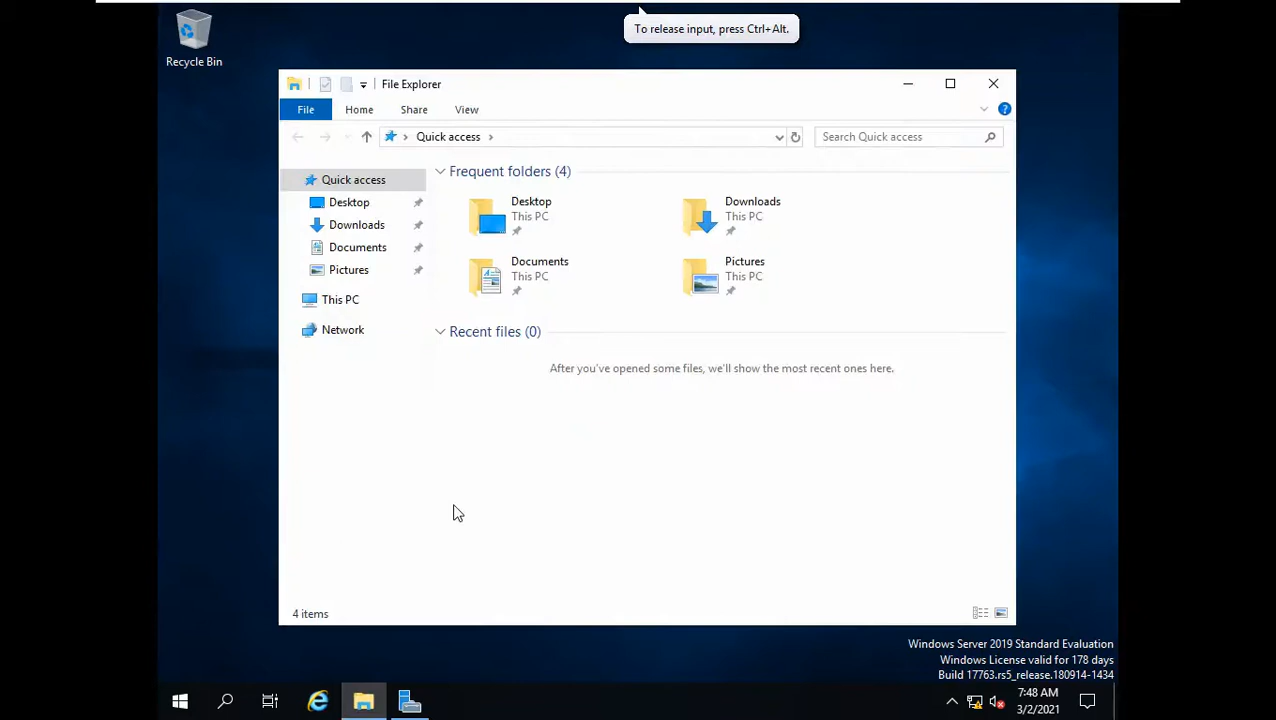 To release input, press Ctrl+Alt.
Recycle Bin
File Explorer
File Home Share View
Quick access
Search Quick access
Quick access
Desktop
Downloads
Documents
Pictures
This PC
Network
Frequent folders (4)
Desktop
This PC
Downloads
This PC
Documents
This PC
Pictures
This PC
Recent files (0)
After you've opened some files, we'll show the most recent ones here.
4 items
Windows Server 2019 Standard Evaluation
Windows License valid for 178 days
Build 17763.rs5_release.180914-1434
7:48 AM
3/2/2021